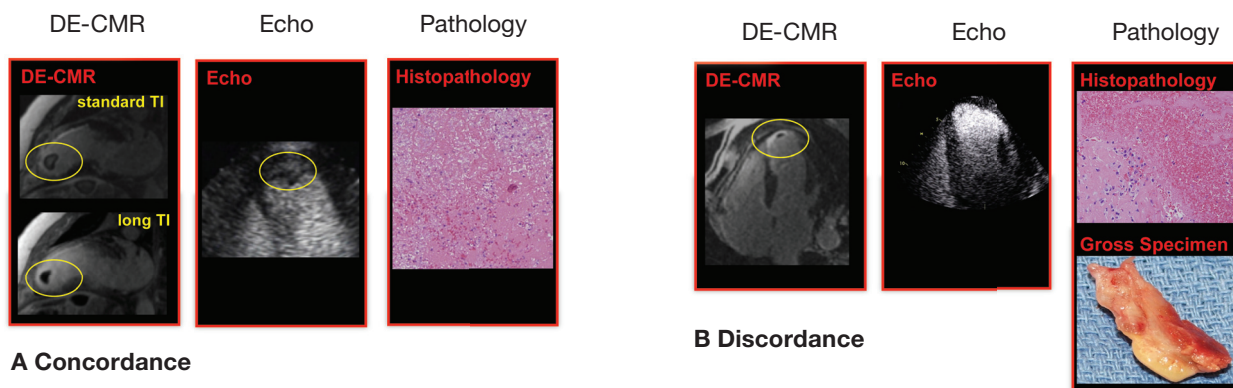 DE-CMR Echo Pathology
DE-CMR Echo Histopathology
standard TI
long TI
A Concordance
DE-CMR Echo Pathology
DE-CMR Echo Histopathology
Gross Specimen
B Discordance